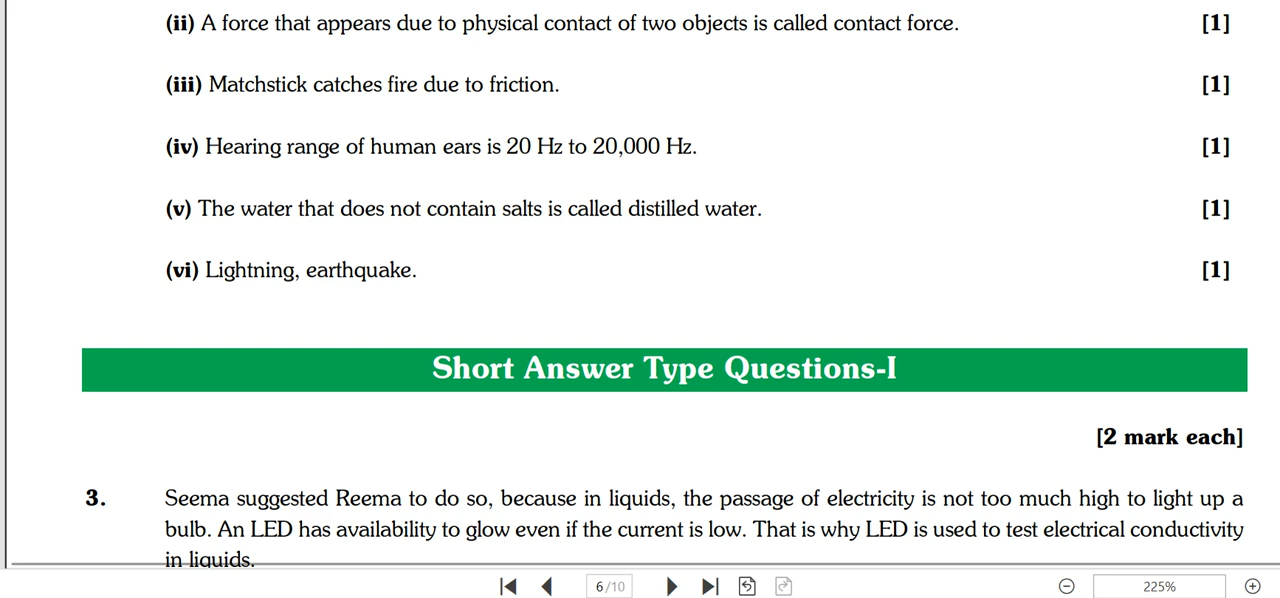 (ii) A force that appears due to physical contact of two objects is called contact force. [1]
(iii) Matchstick catches fire due to friction. [1]
(iv) Hearing range of human ears is 20 Hz to 20,000 Hz. [1]
(v) The water that does not contain salts is called distilled water. [1]
(vi) Lightning, earthquake. [1]
Short Answer Type Questions-I
[2 mark each]
3. Seema suggested Reema to do so, because in liquids, the passage of electricity is not too much high to light up a
bulb. An LED has availability to glow even if the current is low. That is why LED is used to test electrical conductivity
in liquids.
6 /10 225%